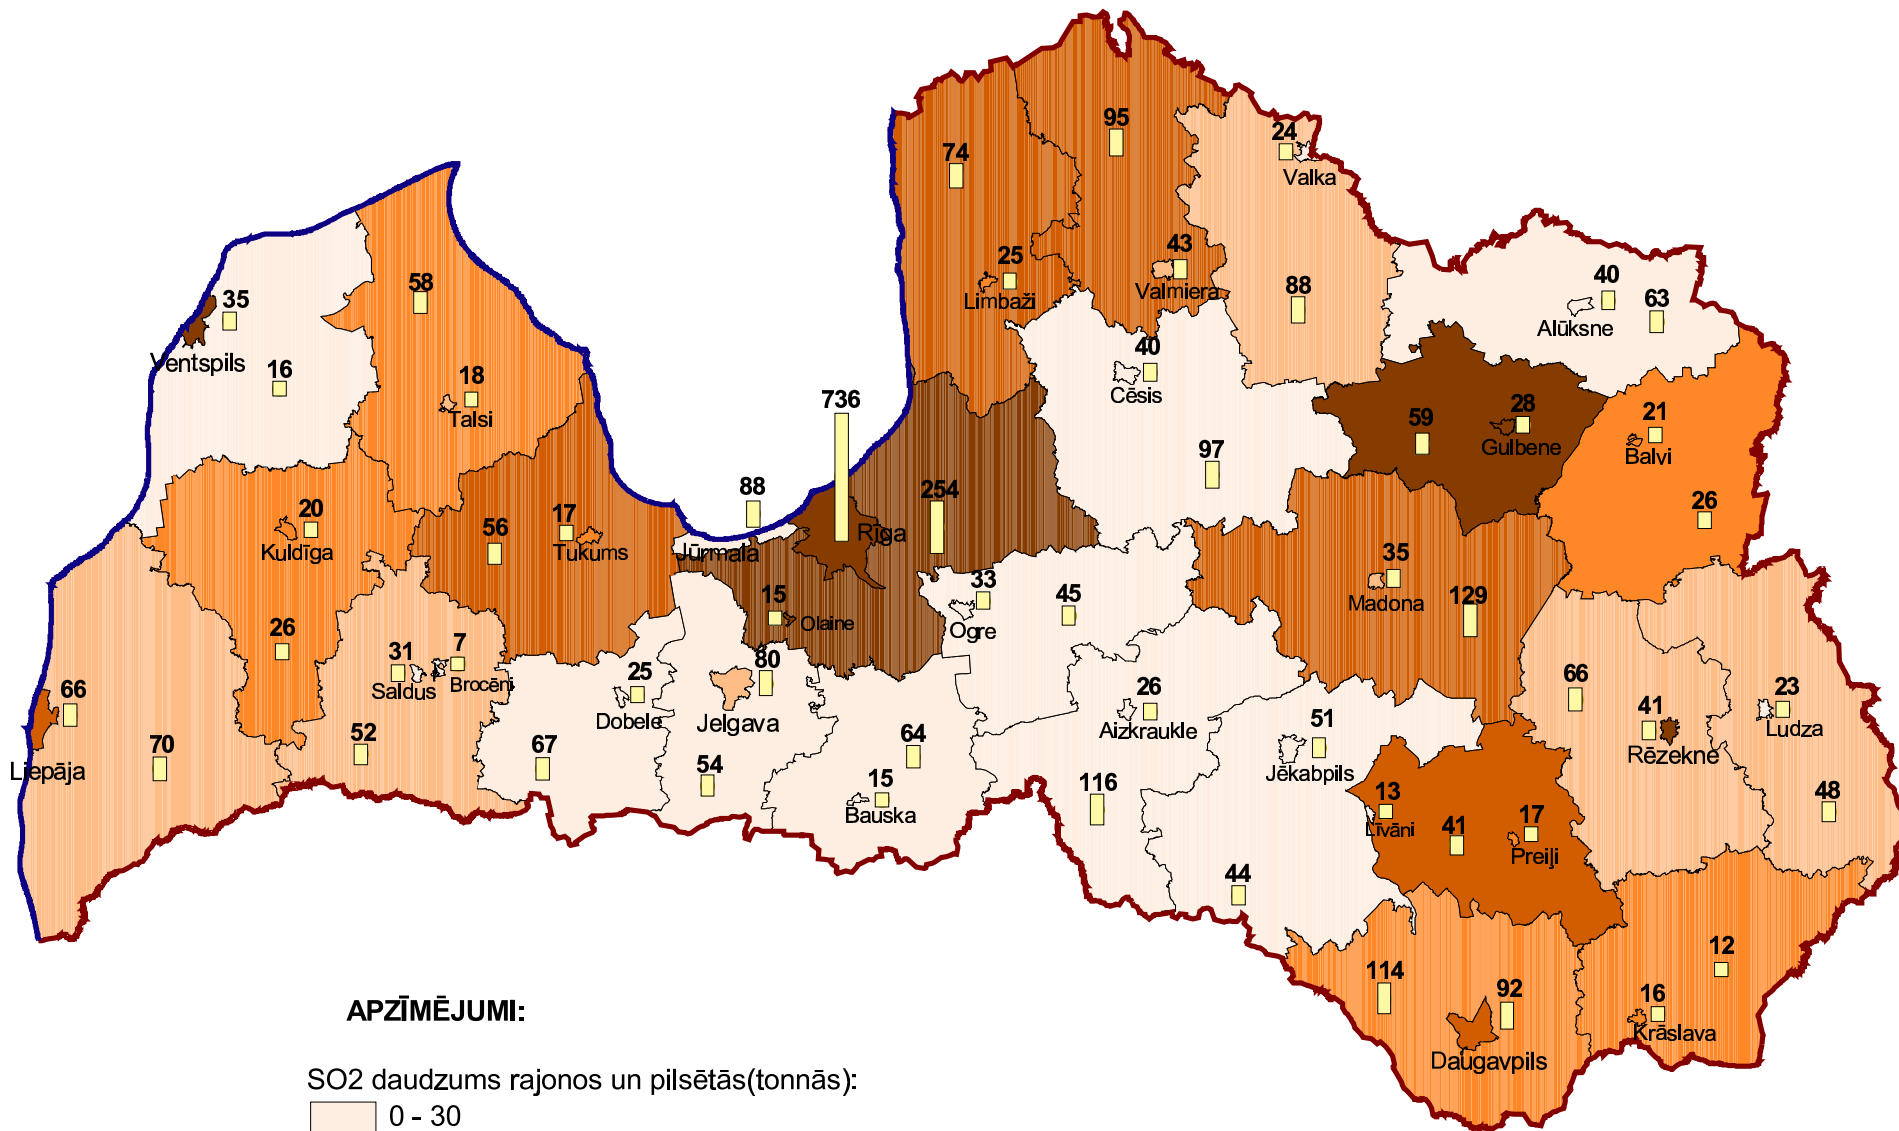 95
74
24
Valka
25
Limbaži
43
Valmiera
88
40
Alūksne
63
58
35
Ventspils
16
18
Talsi
40
Cēsis
97
59
28
Gulbene
21
Balvi
26
736
Rīga
254
88
Jūrmala
20
Kuldīga
56
17
Tukums
15
Olaine
33
Ogre
45
35
Madona
129
26
31
Saldus
7
Brocēni
52
66
Liepāja
70
25
Dobele
67
80
Jelgava
54
64
15
Bauska
26
Aizkraukle
116
51
Jēkabpils
44
66
41
Rēzekne
23
Ludza
48
13
Līvāni
41
17
Preiļi
114
92
Daugavpils
12
16
Krāslava
APZĪMĒJUMI:
SO2 daudzums rajonos un pilsētās(tonnās):
0 - 30